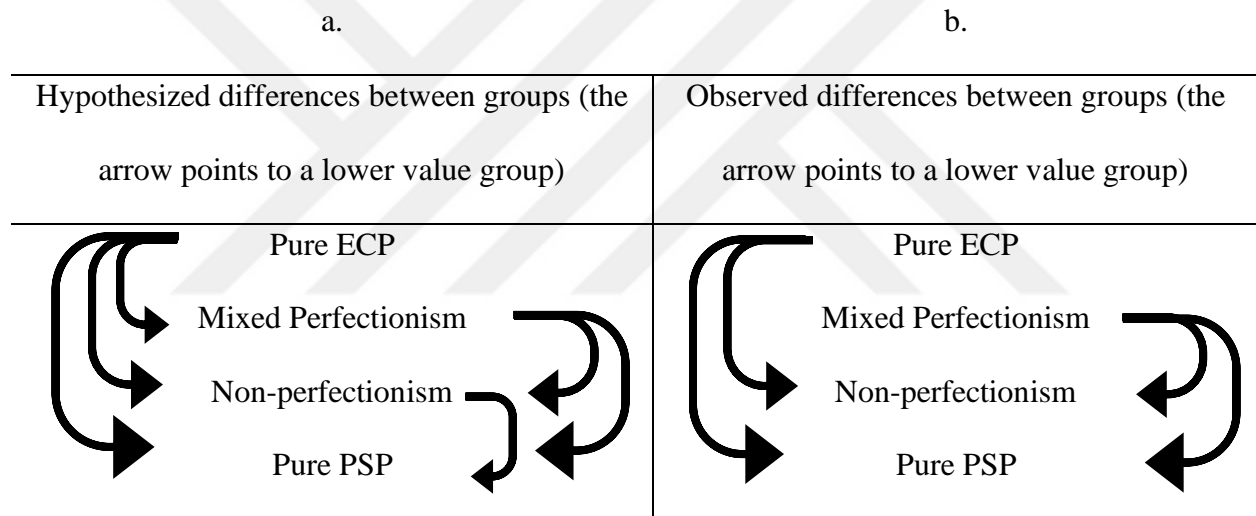 a.
b.
Hypothesized differences between groups (the
arrow points to a lower value group)
Observed differences between groups (the
arrow points to a lower value group)
Pure ECP
Mixed Perfectionism
Non-perfectionism
Pure PSP
Pure ECP
Mixed Perfectionism
Non-perfectionism
Pure PSP